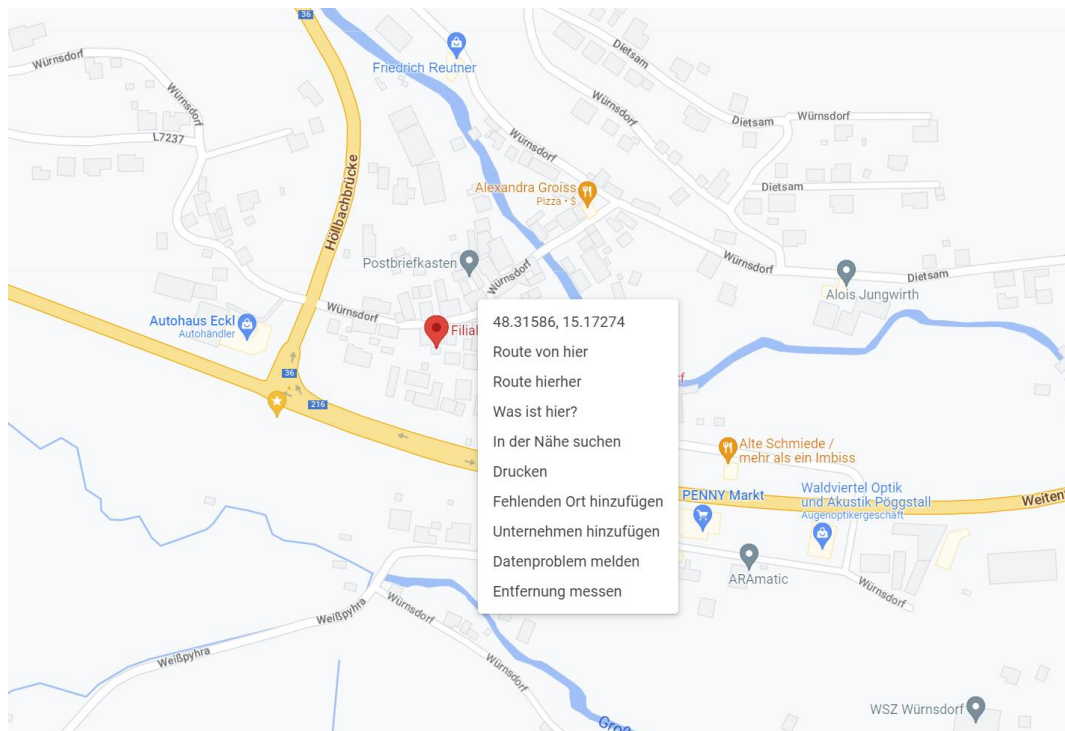 36
Würnsdorf
Friedrich Reutner
Dietsam
Würnsdorf
Würnsdorf
Dietsam
Würnsdorf
L7237
Würnsdorf
Höllbachbrücke
Alexandra Groiss
Pizza • $
Dietsam
Postbriefkasten
Würnsdorf
Würnsdorf
Dietsam
Alois Jungwirth
Würnsdorf
Autohaus Eckl
Autohändler
Filial
48.31586, 15.17274
Route von hier
Route hierher
Was ist hier?
In der Nähe suchen
Drucken
Fehlenden Ort hinzufügen
Unternehmen hinzufügen
Datenproblem melden
Entfernung messen
36
216
rf
Alte Schmiede /
mehr als ein Imbiss
PENNY Markt
Waldviertel Optik
und Akustik Pöggstall
Augenoptikergeschäft
Weiten
ARAmatic
Würnsdorf
Weißpyhra
Würnsdorf
Weißpyhra
Würnsdorf
WSZ Würnsdorf
Groß